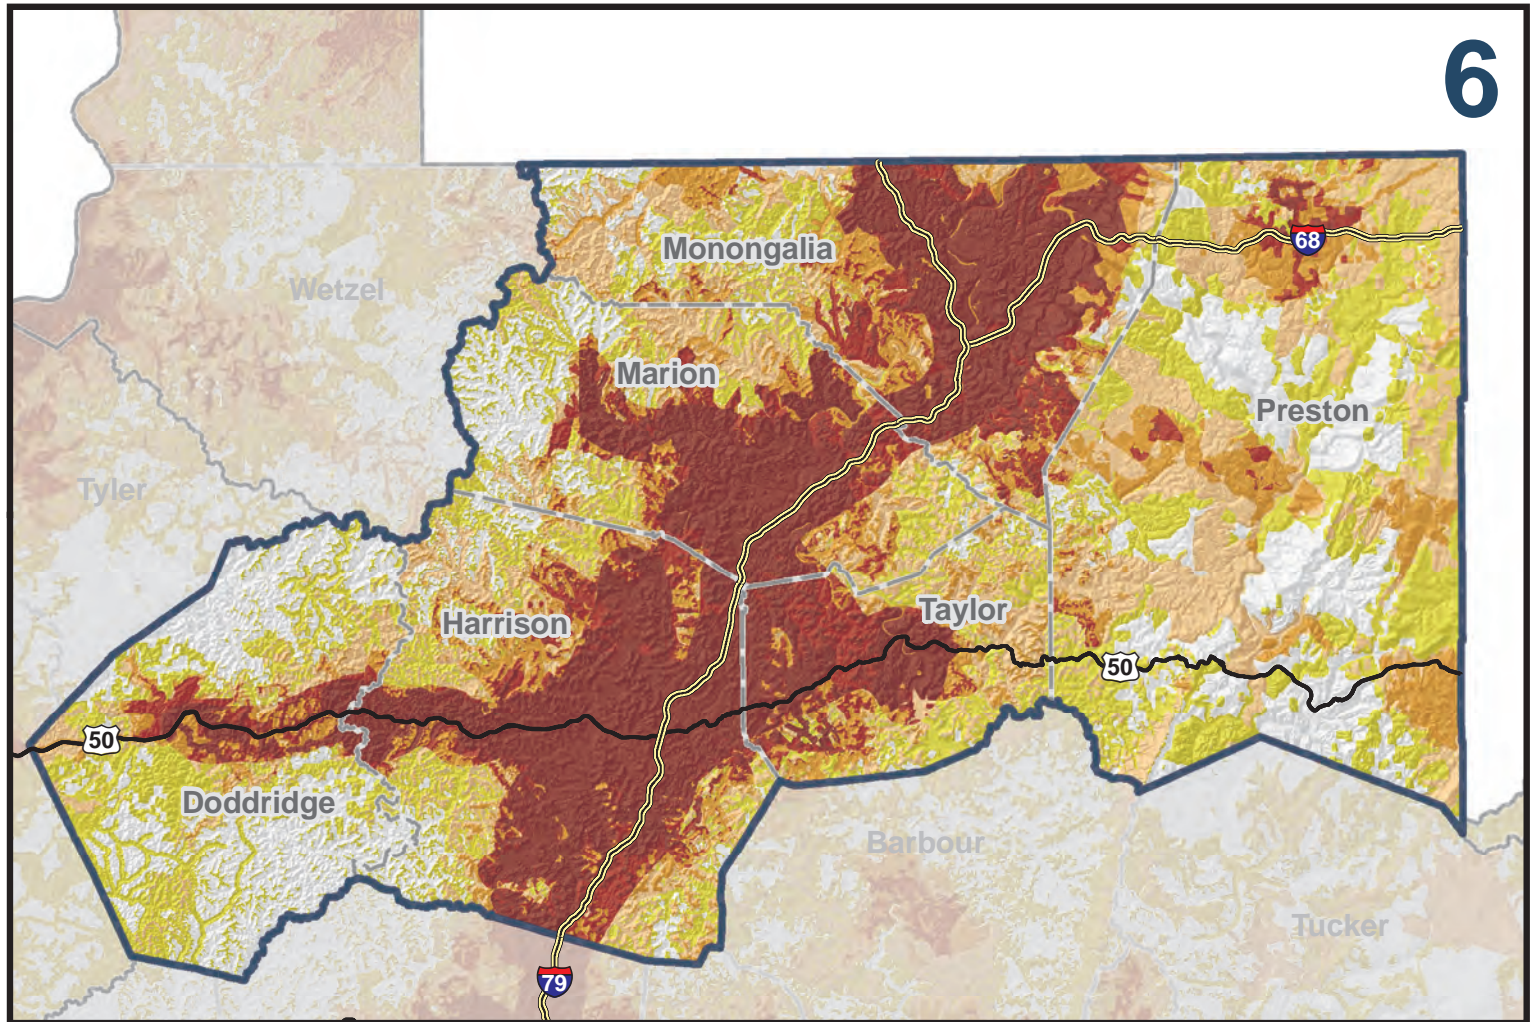 6
68
Monongalia
Wetzel
Marion
Preston
Tyler
Taylor
Harrison
50
50
Doddridge
Barbour
Tucker
79